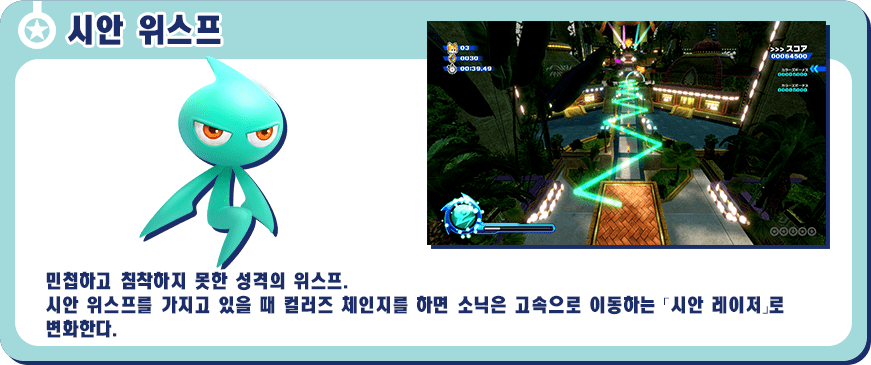 시안 위스프
03
0030
00:39.49
>>> スコア
00064500
민첩하고 침착하지 못한 성격의 위스프.
시안 위스프를 가지고 있을 때 컬러즈 체인지를 하면 소닉은 고속으로 이동하는 「시안 레이저」로
변화한다.